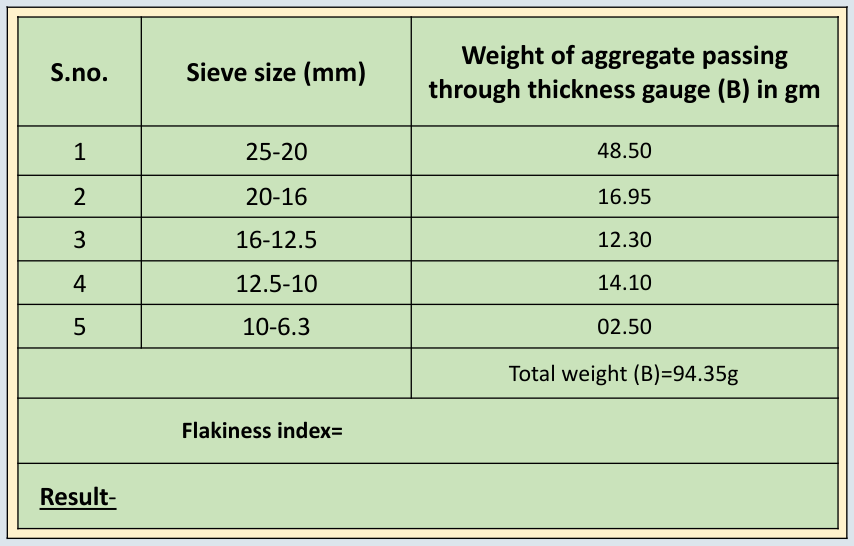 S.no. Sieve size (mm) Weight of aggregate passing
through thickness gauge (B) in gm
1 25-20 48.50
2 20-16 16.95
3 16-12.5 12.30
4 12.5-10 14.10
5 10-6.3 02.50
Total weight (B)=94.35g
Flakiness index=
Result-